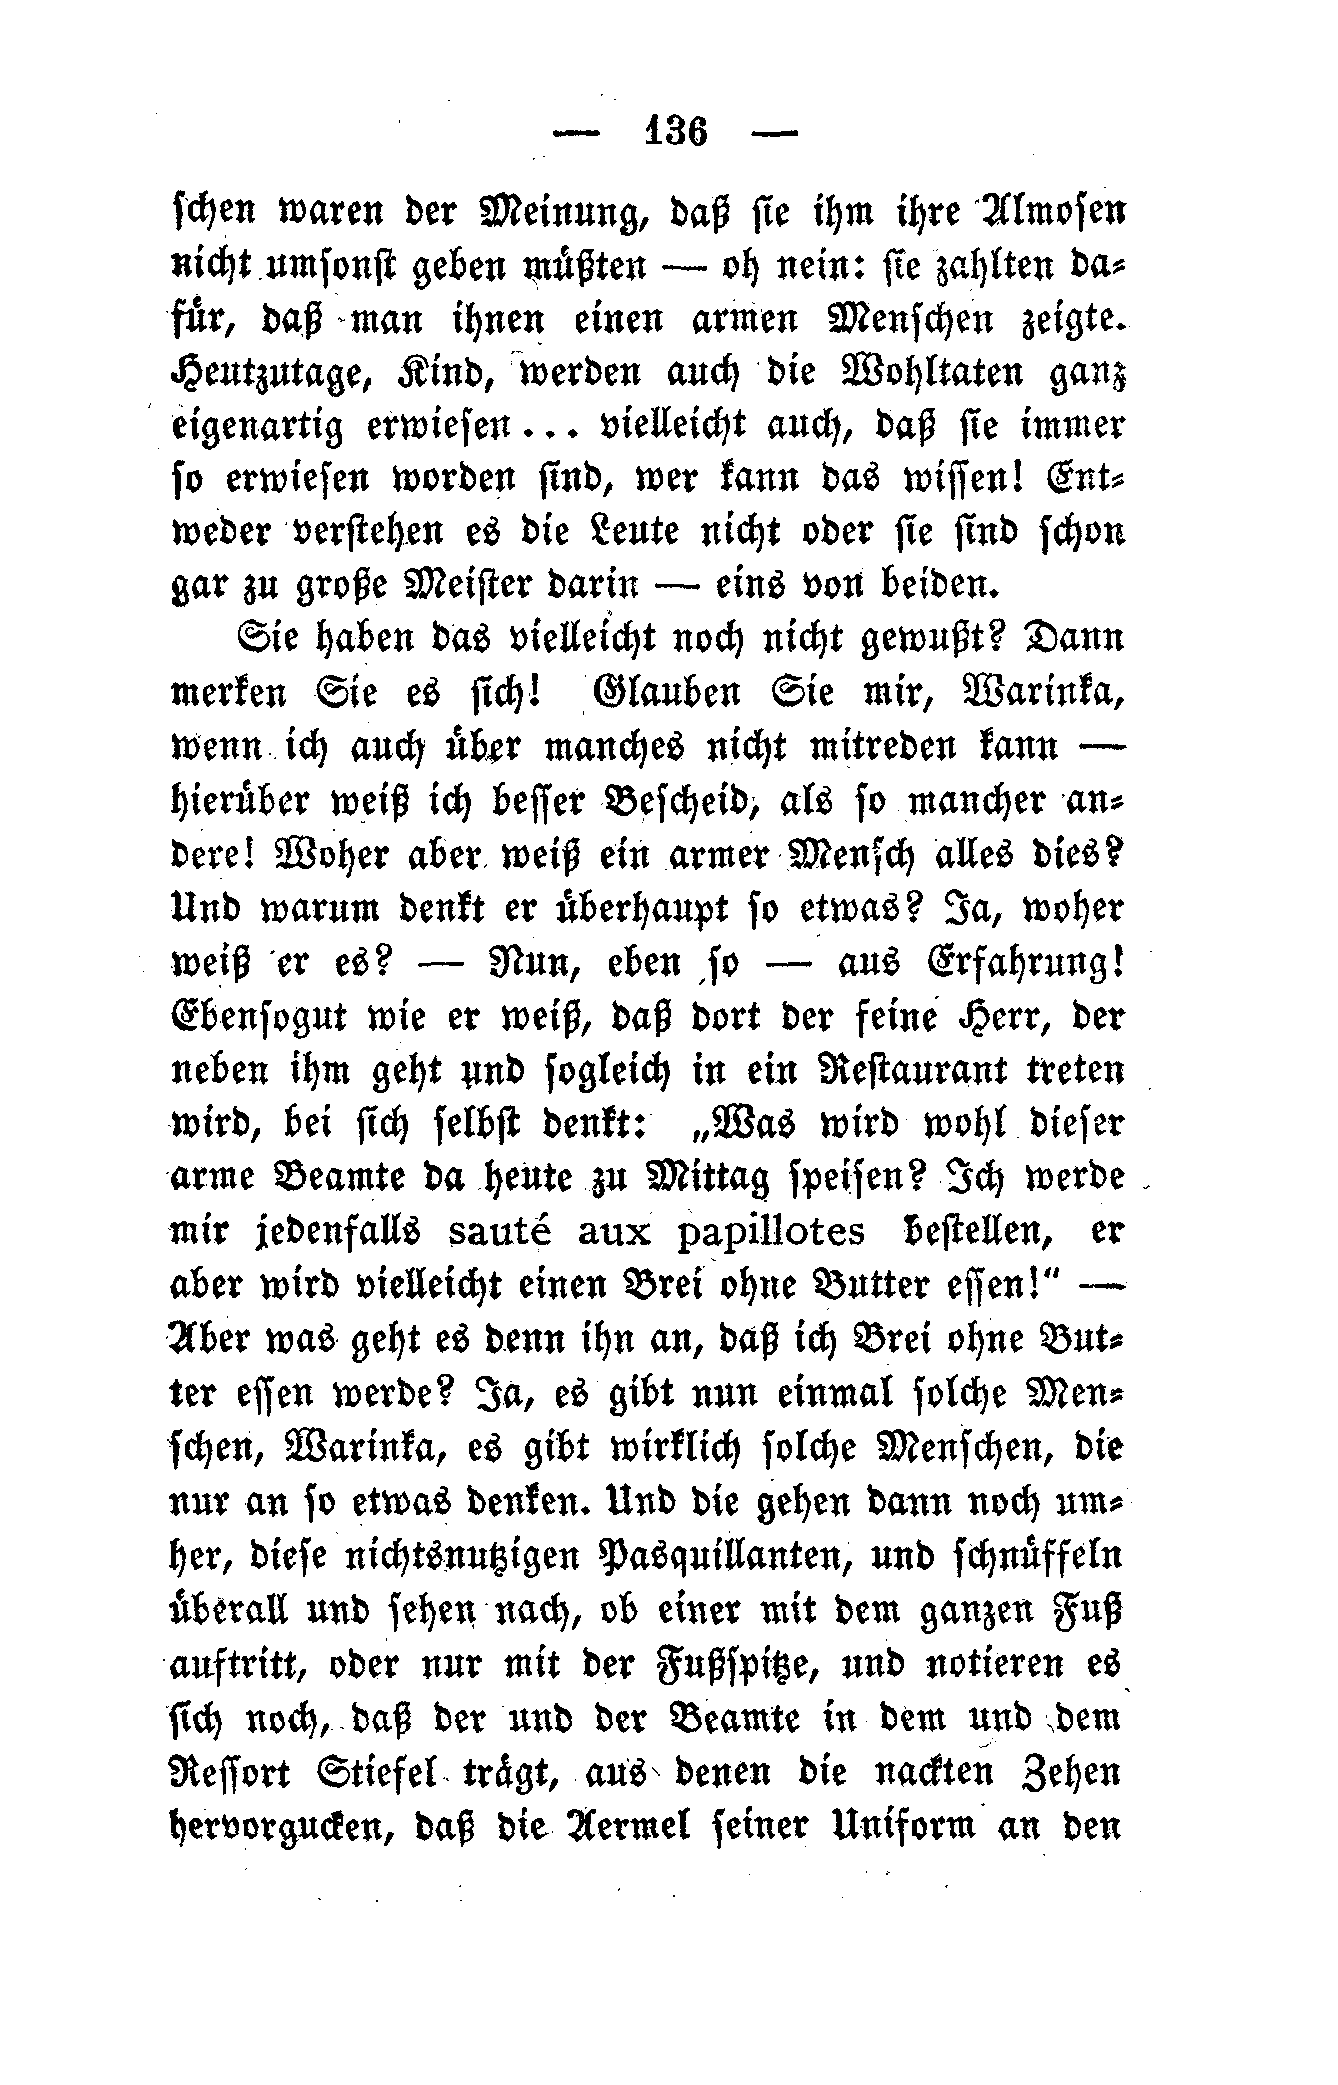 — 136 —
schen waren der Meinung, daß sie ihm ihre Almosen
nicht umsonst geben müßten — oh nein: sie zahlten da-
für, daß man ihnen einen armen Menschen zeigte.
Heutzutage, Kind, werden auch die Wohltaten ganz
eigenartig erwiesen... vielleicht auch, daß sie immer
so erwiesen worden sind, wer kann das wissen! Ent-
weder verstehen es die Leute nicht oder sie sind schon
gar zu große Meister darin — eins von beiden.
Sie haben das vielleicht noch nicht gewußt? Dann
merken Sie es sich! Glauben Sie mir, Warinka,
wenn ich auch über manches nicht mitreden kann —
hierüber weiß ich besser Bescheid, als so mancher an-
dere! Woher aber weiß ein armer Mensch alles dies?
Und warum denkt er überhaupt so etwas? Ja, woher
weiß er es? — Nun, eben so — aus Erfahrung!
Ebensogut wie er weiß, daß dort der feine Herr, der
neben ihm geht und sogleich in ein Restaurant treten
wird, bei sich selbst denkt: „Was wird wohl dieser
arme Beamte da heute zu Mittag speisen? Ich werde
mir jedenfalls sauté aux papillotes bestellen, er
aber wird vielleicht einen Brei ohne Butter essen!“ —
Aber was geht es denn ihn an, daß ich Brei ohne But-
ter essen werde? Ja, es gibt nun einmal solche Men-
schen, Warinka, es gibt wirklich solche Menschen, die
nur an so etwas denken. Und die gehen dann noch um-
her, diese nichtsnutzigen Pasquillanten, und schnüffeln
überall und sehen nach, ob einer mit dem ganzen Fuß
auftritt, oder nur mit der Fußspitze, und notieren es
sich noch, daß der und der Beamte in dem und dem
Ressort Stiefel trägt, aus denen die nackten Zehen
hervorgucken, daß die Aermel seiner Uniform an den